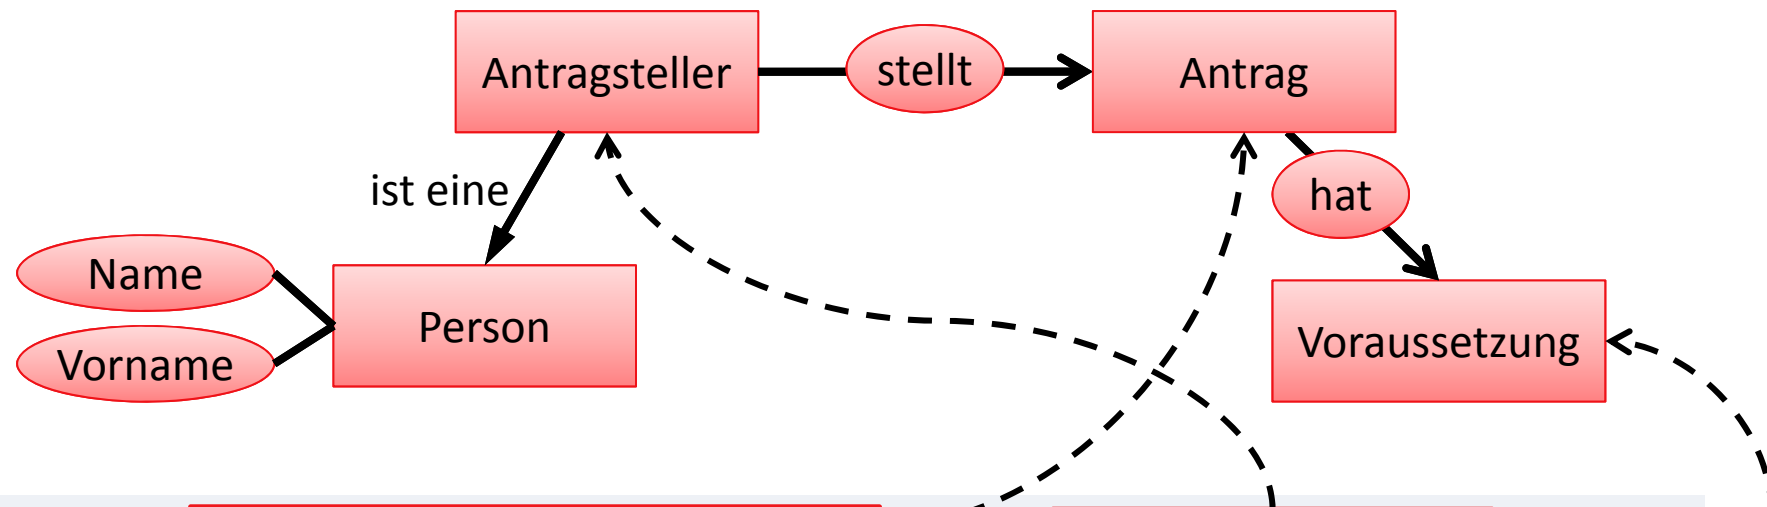 Antragsteller
stellt
Antrag
ist eine
hat
Name
Person
Vorname
Voraussetzung